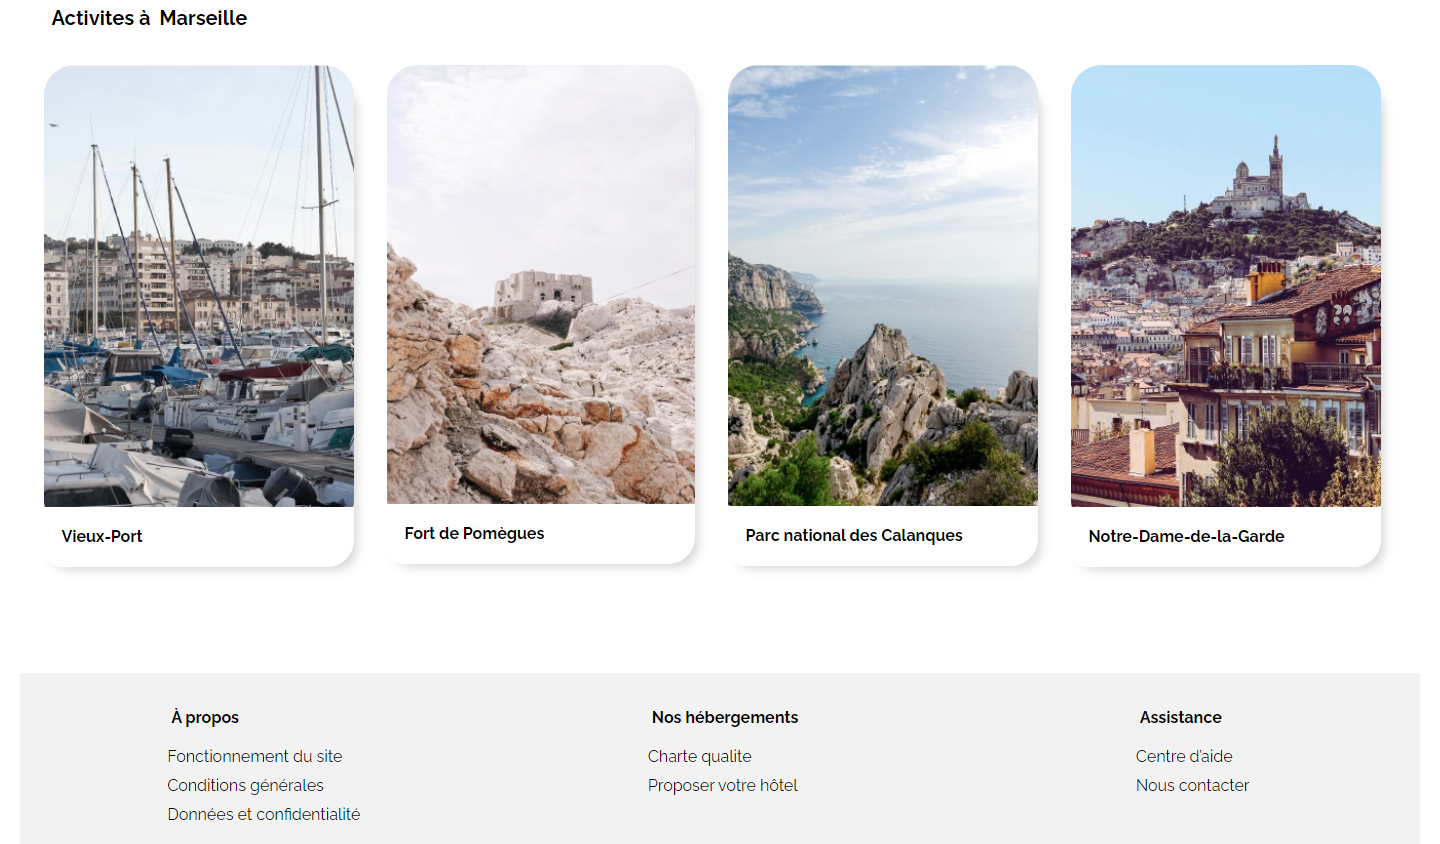 Activites à Marseille
Vieux-Port
Fort de Pomègues
Parc national des Calanques
Notre-Dame-de-la-Garde
À propos
Fonctionnement du site
Conditions générales
Données et confidentialité
Nos hébergements
Charte qualite
Proposer votre hôtel
Assistance
Centre d'aide
Nous contacter